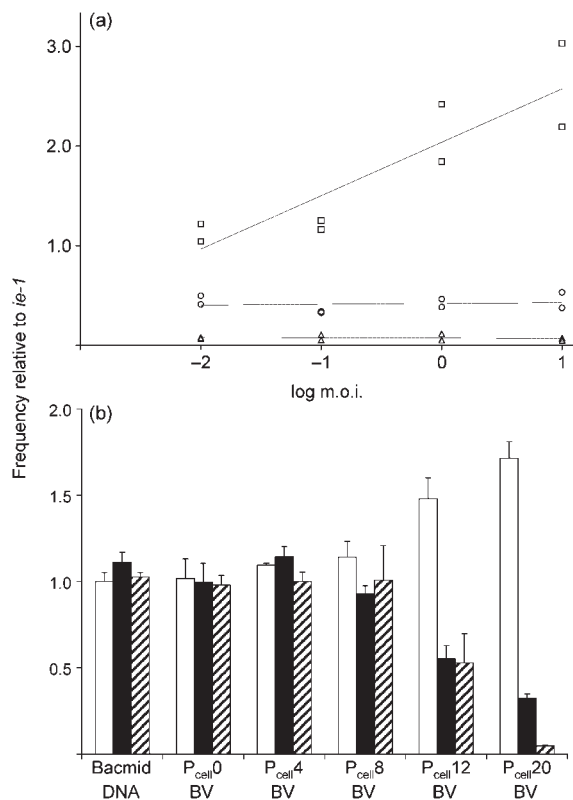 (a)
3.0
2.0
1.0
–2
–1
0
1
log m.o.i.
Frequency relative to ie-1
(b)
2.0
1.5
1.0
0.5
Bacmid DNA
Pcell0 BV
Pcell4 BV
Pcell8 BV
Pcell12 BV
Pcell20 BV